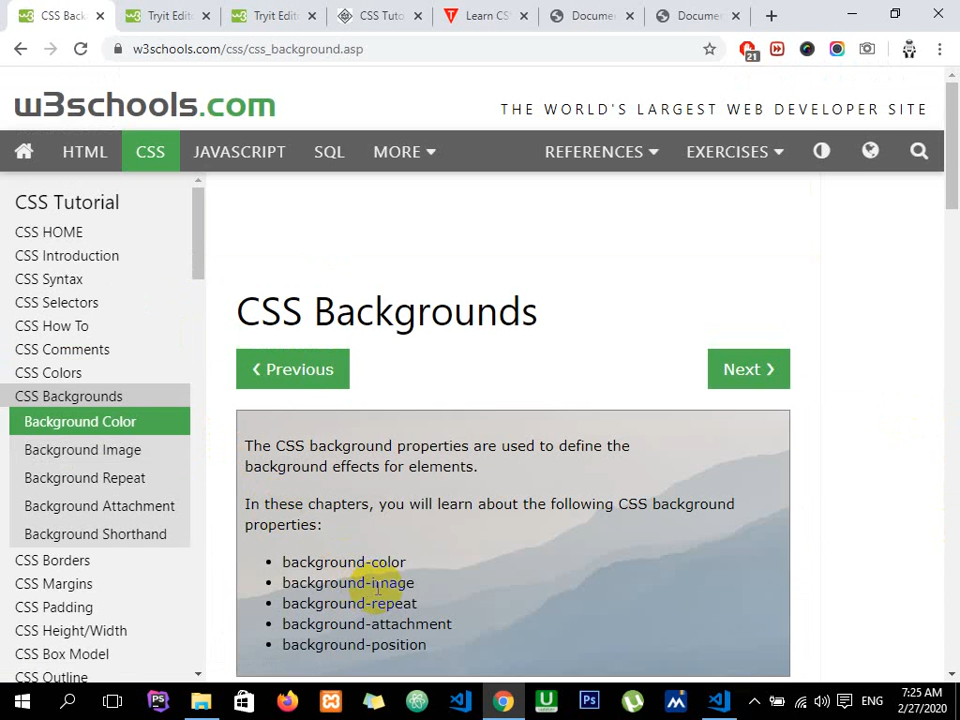 CSS Bac
Tryit Edit
Tryit Edit
CSS Tuto
Learn CS
Docume
Docume
w3schools.com/css/css_background.asp
21
w3schools.com
THE WORLD'S LARGEST WEB DEVELOPER SITE
HTML CSS JAVASCRIPT SQL MORE REFERENCES EXERCISES
CSS Tutorial
CSS HOME
CSS Introduction
CSS Syntax
CSS Selectors
CSS How To
CSS Comments
CSS Colors
CSS Backgrounds
Background Color
Background Image
Background Repeat
Background Attachment
Background Shorthand
CSS Borders
CSS Margins
CSS Padding
CSS Height/Width
CSS Box Model
CSS Outline
CSS Backgrounds
❮ Previous
Next ❯
The CSS background properties are used to define the
background effects for elements.
In these chapters, you will learn about the following CSS background
properties:
• background-color
• background-image
• background-repeat
• background-attachment
• background-position
ENG
7:25 AM
2/27/2020